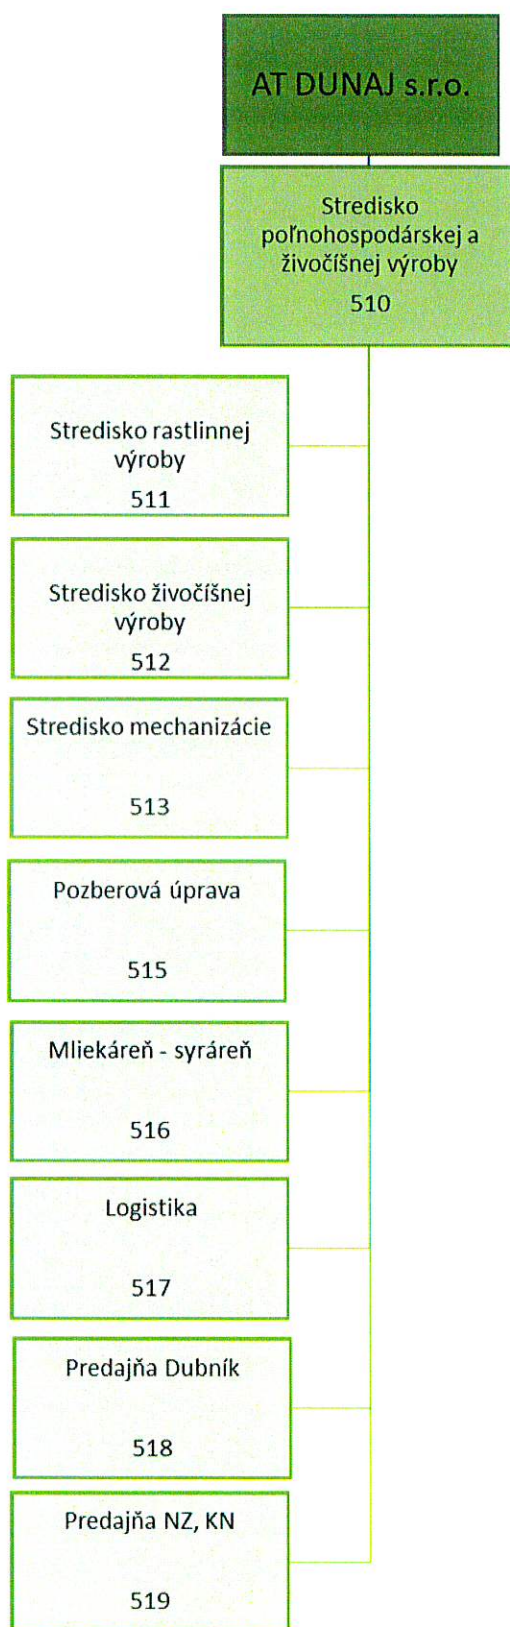 AT DUNAJ s.r.o.
Stredisko
poľnohospodárskej a
živočíšnej výroby
510
Stredisko rastlinnej
výroby
511
Stredisko živočíšnej
výroby
512
Stredisko mechanizácie
513
Pozberová úprava
515
Mliekáreň - syráreň
516
Logistika
517
Predajňa Dubník
518
Predajňa NZ, KN
519